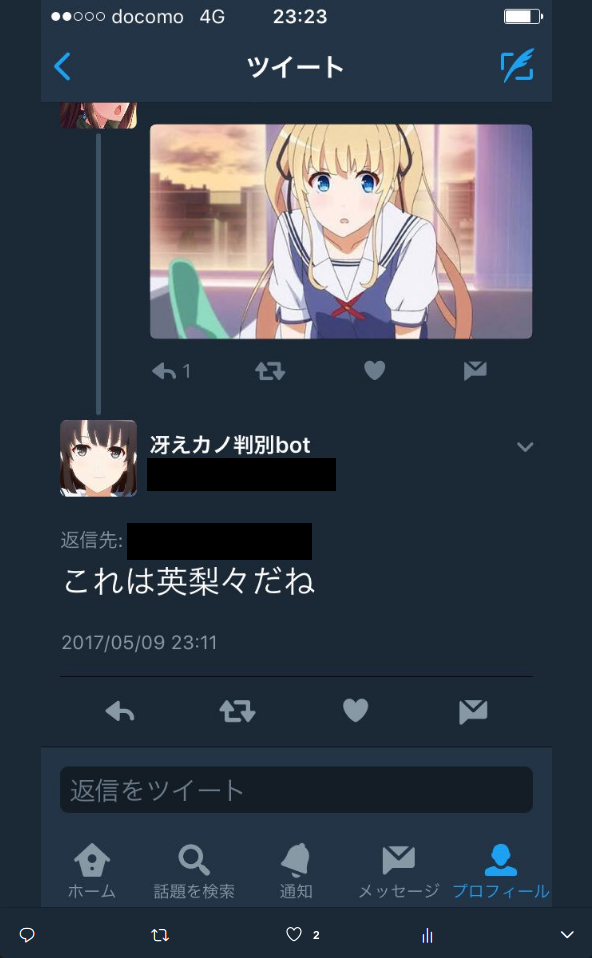 docomo 4G 23:23
ツイート
1
冴えカノ判別bot
返信先:
これは英梨々だね
2017/05/09 23:11
返信をツイート
ホーム 話題を検索 通知 メッセージ プロフィール
2